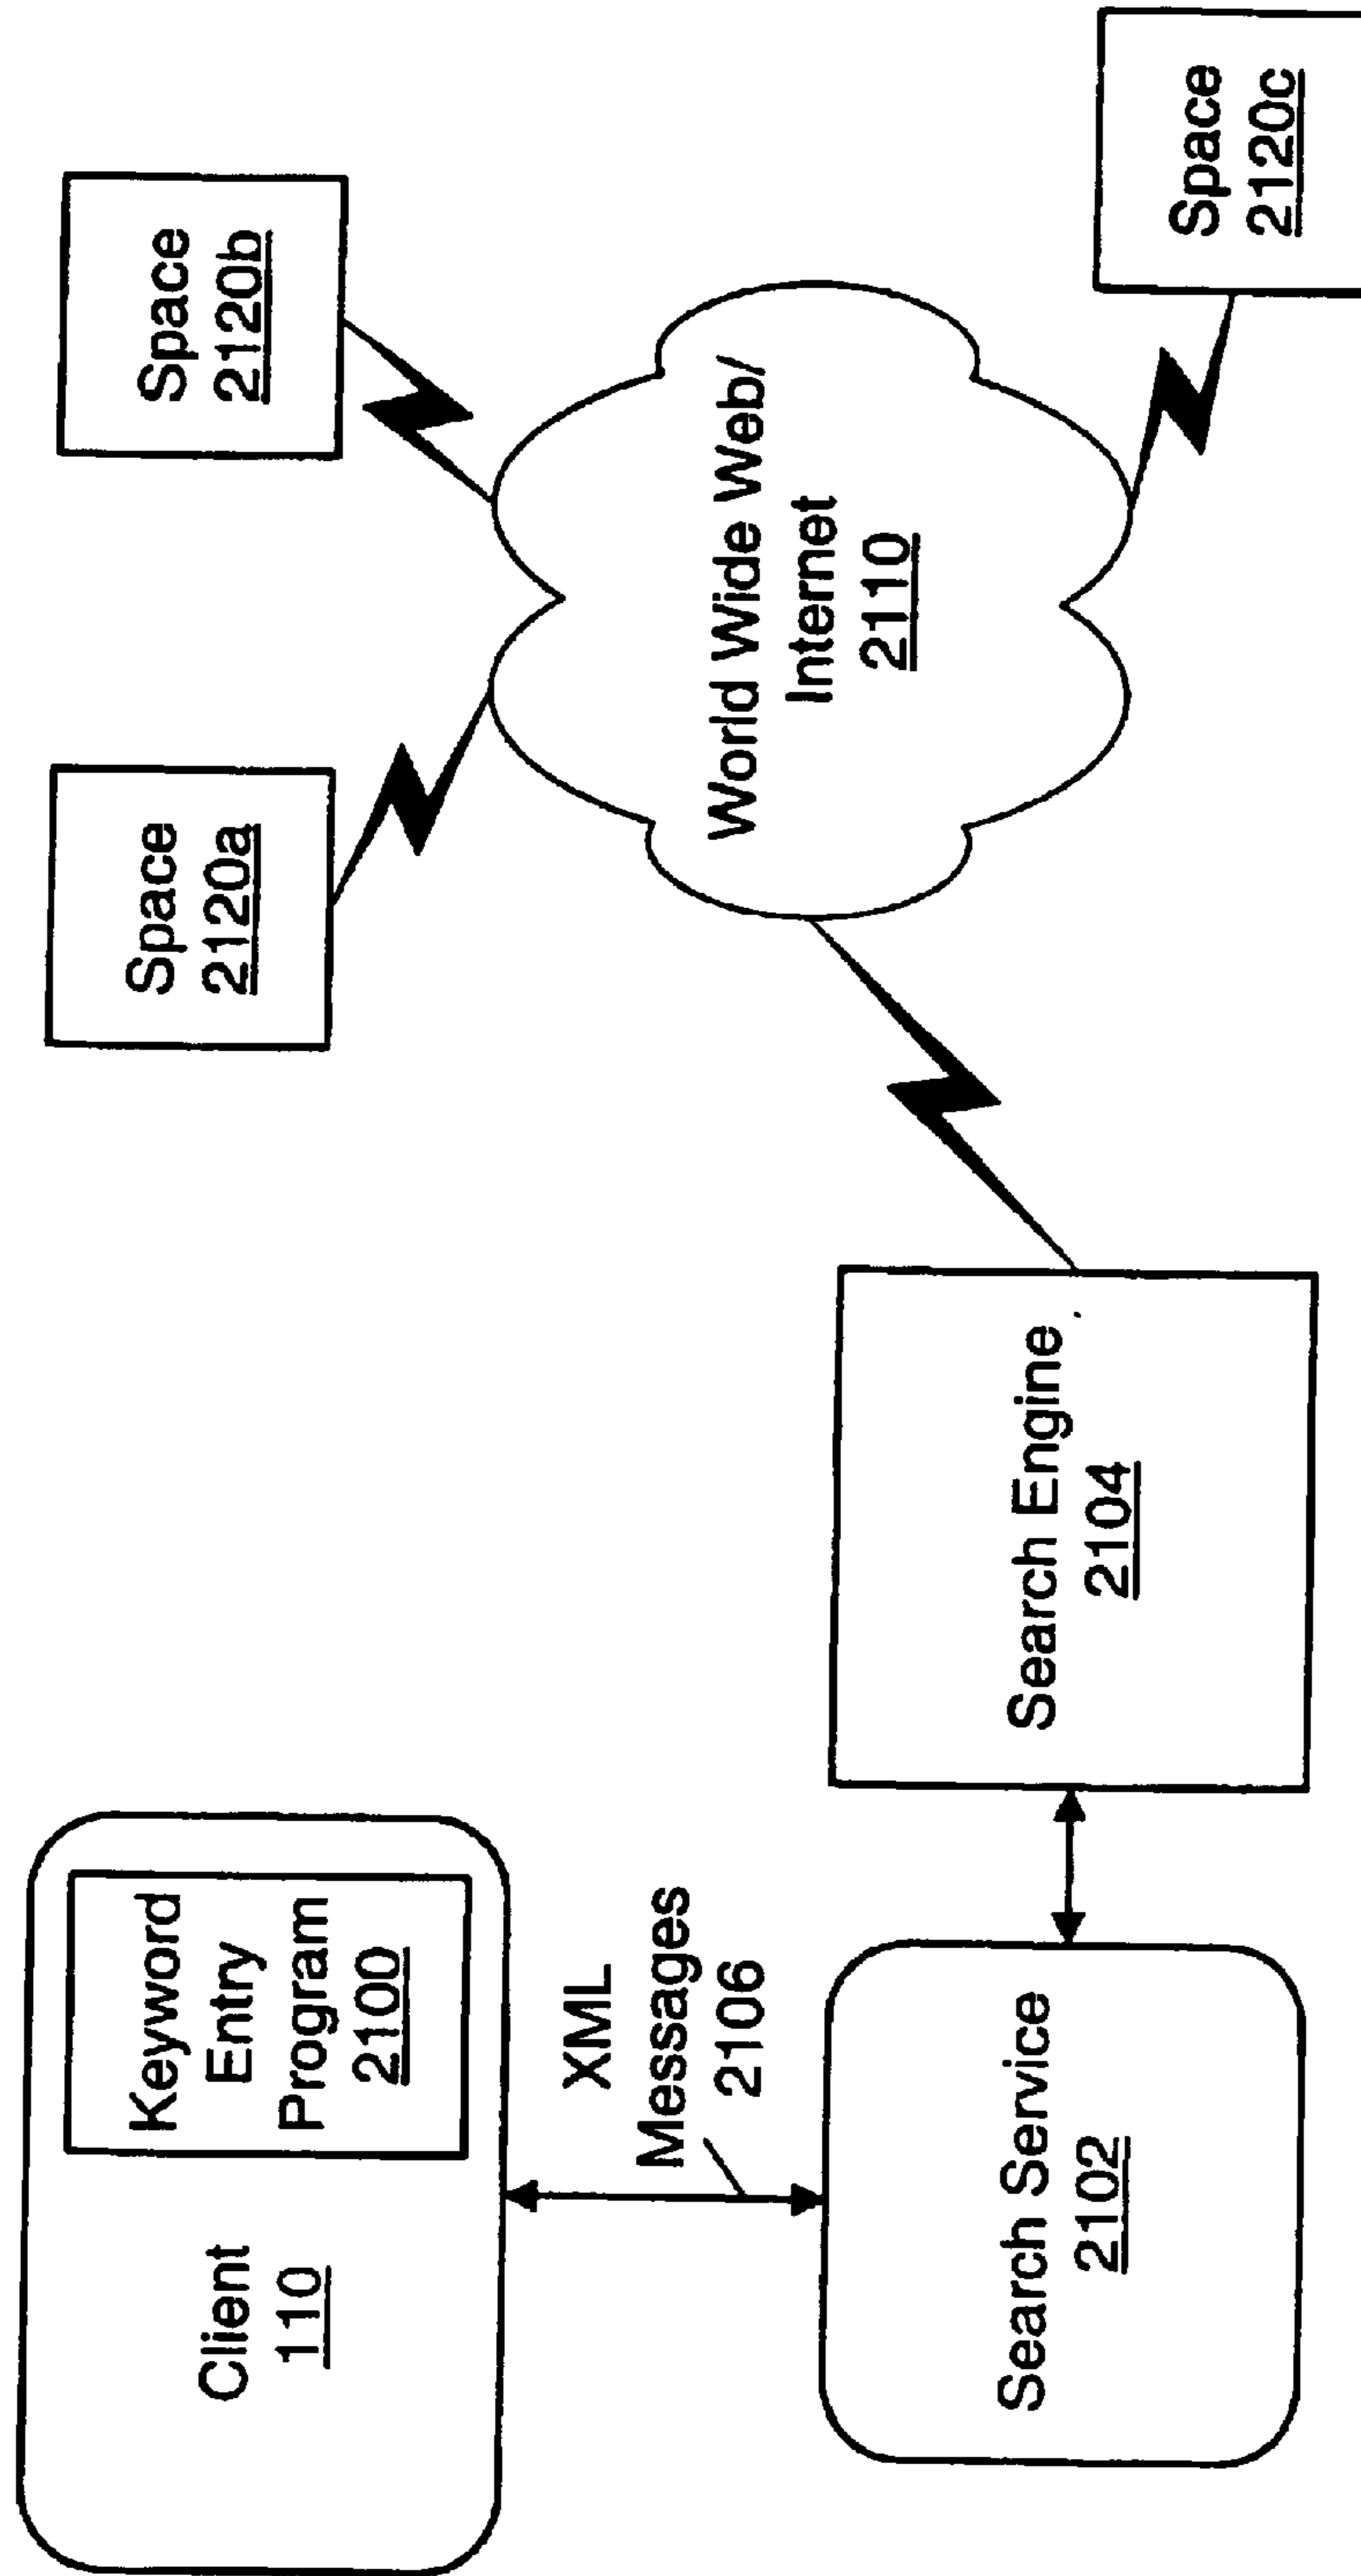 Client
110
Keyword
Entry
Program
2100
XML
Messages
2106
Search Service
2102
Search Engine
2104
World Wide Web/
Internet
2110
Space
2120a
Space
2120b
Space
2120c